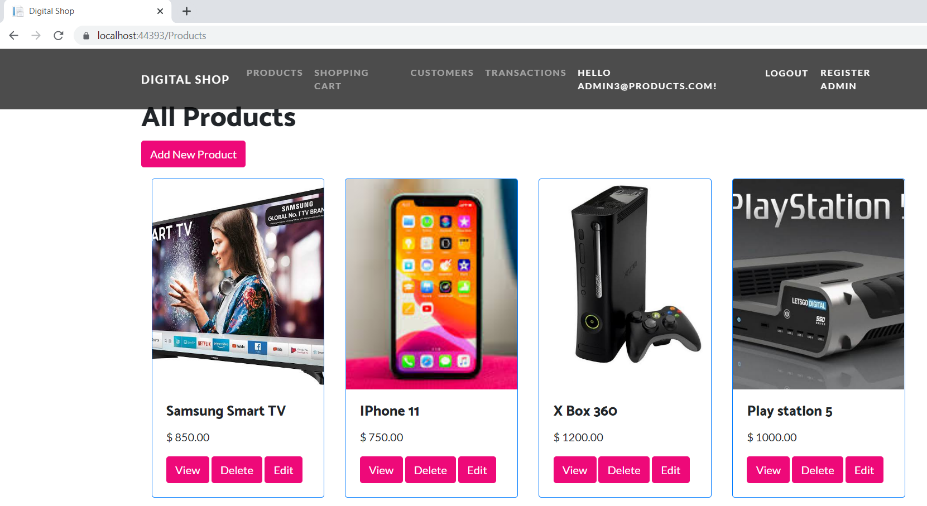 Digital Shop
localhost:44393/Products
DIGITAL SHOP
PRODUCTS
SHOPPING
CART
CUSTOMERS
TRANSACTIONS
HELLO
ADMIN3@PRODUCTS.COM!
LOGOUT
REGISTER
ADMIN
All Products
Add New Product
SAMSUNG
GLOBAL No. 1 TV BRAN
ART TV
PlayStation 5
LETSGO DIGITAL
SSD
Samsung Smart TV
IPhone 11
X Box 360
Play station 5
$ 850.00
$ 750.00
$ 1200.00
$ 1000.00
View Delete Edit
View Delete Edit
View Delete Edit
View Delete Edit